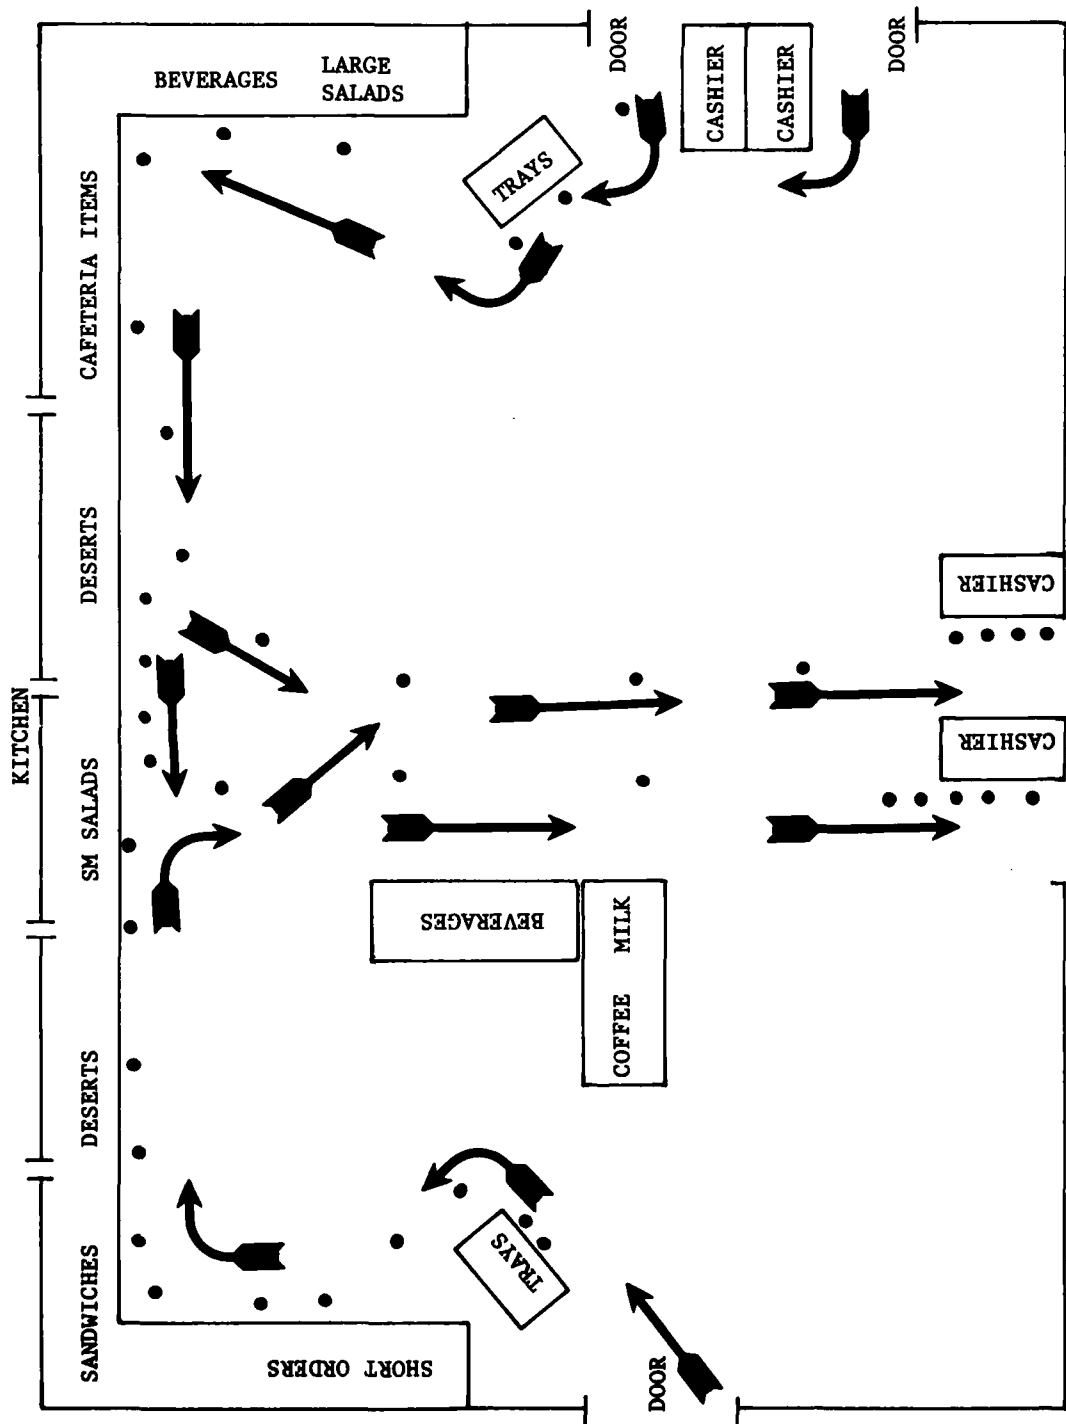 KITCHEN
SANDWICHES
DESERTS
SM SALADS
DESERTS
CAFETERIA ITEMS
BEVERAGES
LARGE
SALADS
SHORT ORDERS
TRAYS
BEVERAGES
COFFEE MILK
TRAYS
DOOR
DOOR
CASHIER
CASHIER
DOOR
CASHIER
CASHIER